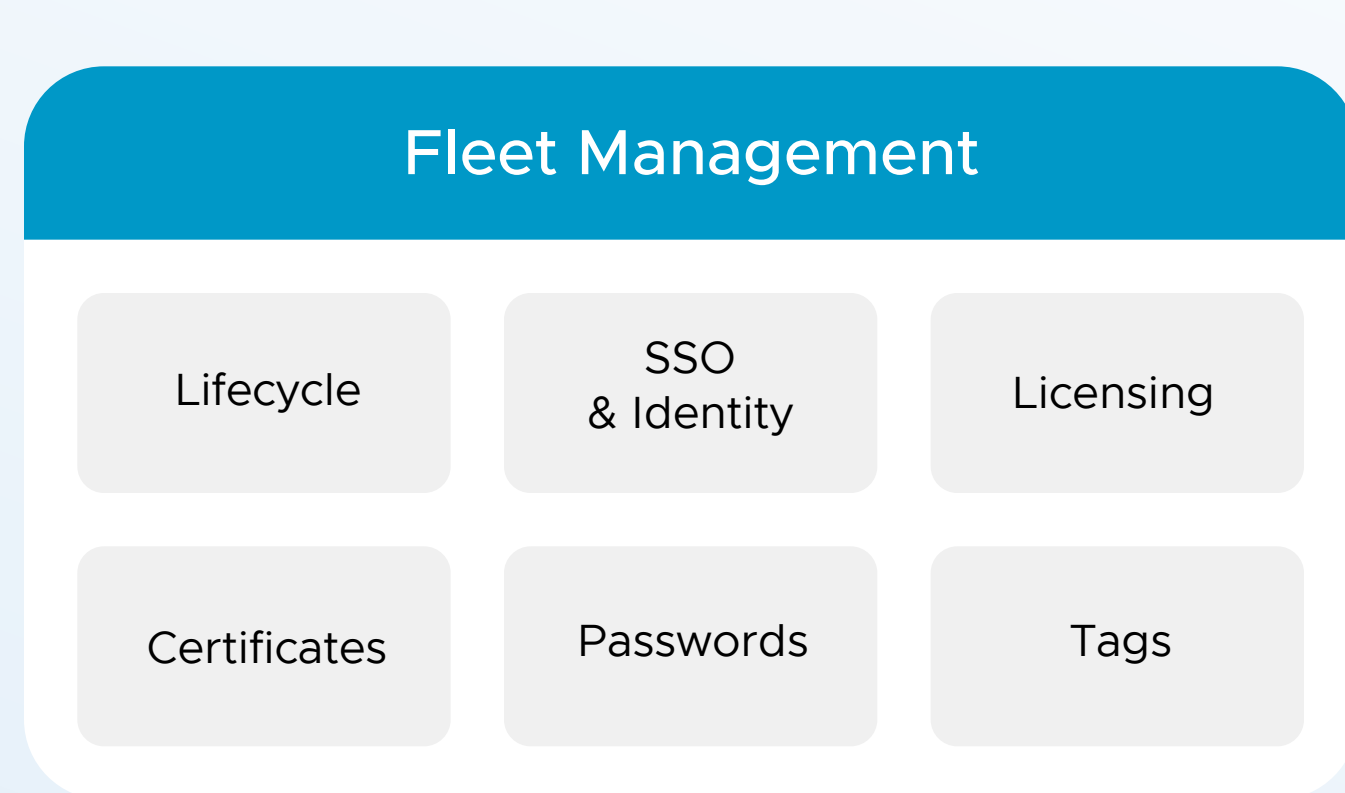 Fleet Management
Lifecycle
SSO
& Identity
Licensing
Certificates
Passwords
Tags